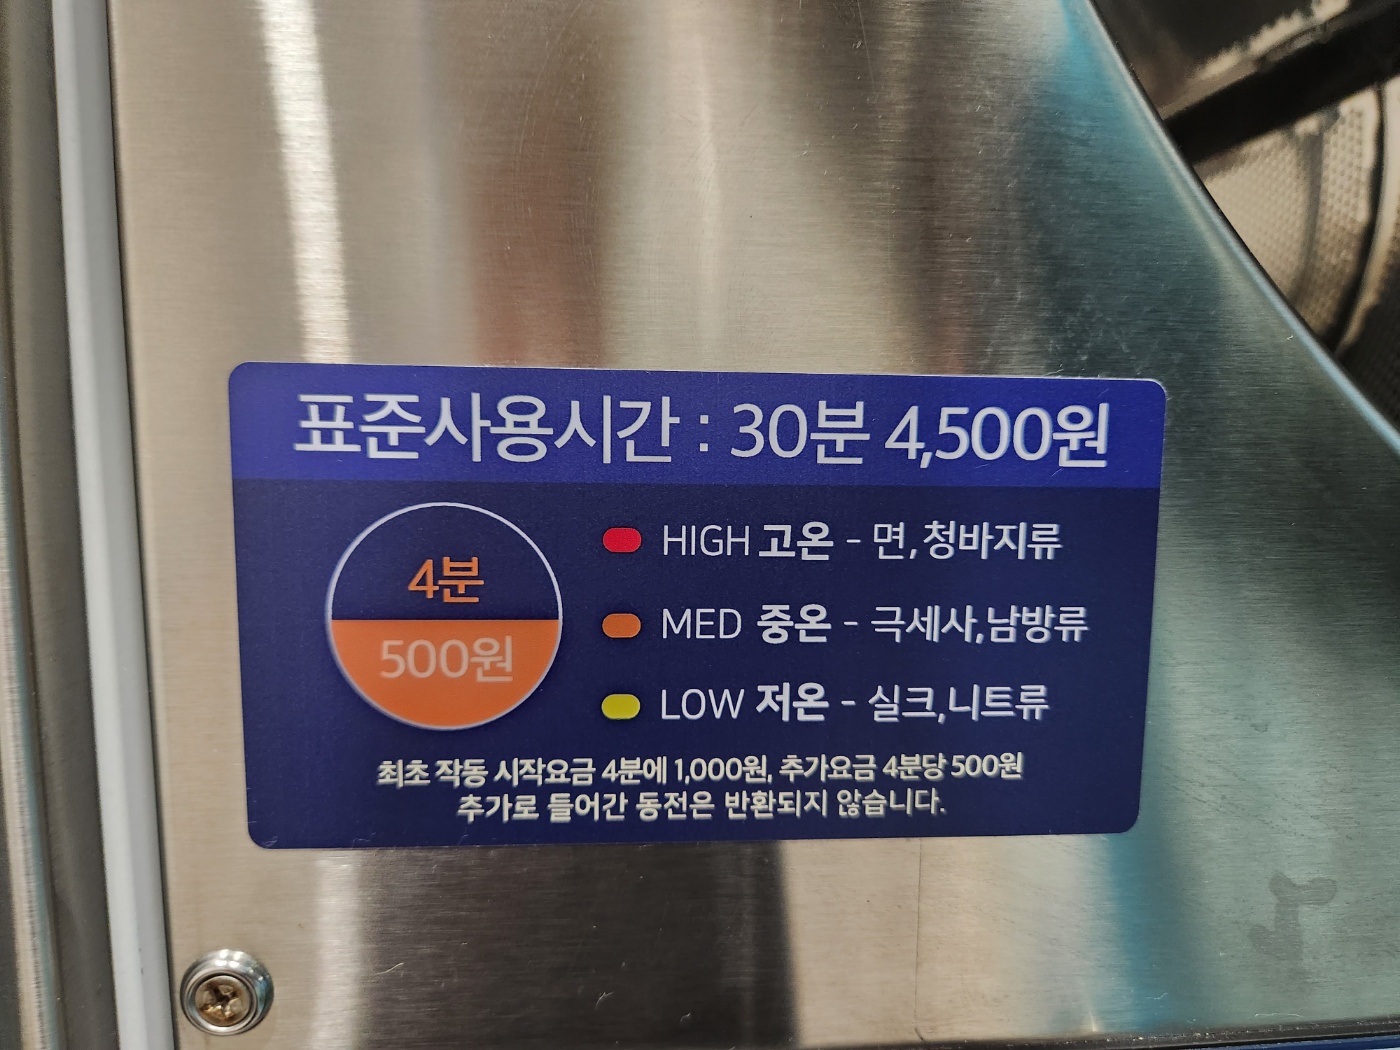 표준사용시간 : 30분 4,500원
4분
500원
HIGH 고온 - 면,청바지류
MED 중온 - 극세사,남방류
LOW 저온 - 실크,니트류
최초 작동 시작요금 4분에 1,000원, 추가요금 4분당 500원
추가로 들어간 동전은 반환되지 않습니다.